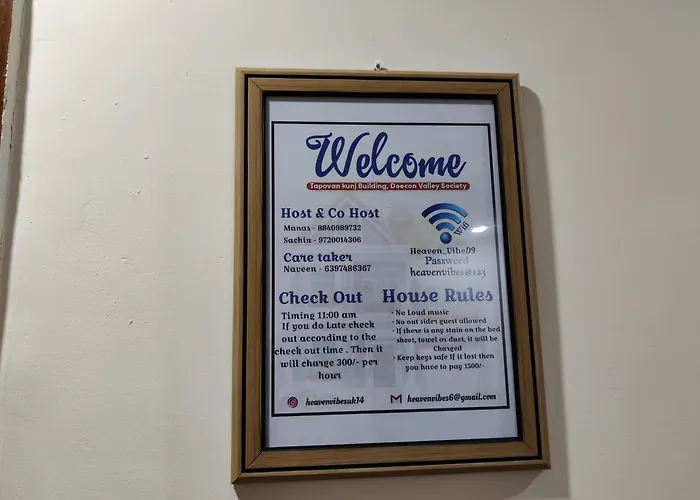 Welcome
Tapovan kunj Building, Deecon Valley Society
Host & Co Host
Manas - 8840989732
Sachin - 9720014306
Care taker
Naveen - 6397486367
Wifi
Heaven_VibeD9
Password
heavenvibes@123
Check Out
Timing 11:00 am
If you do Late check
out according to the
check out time . Then it
will charge 300/- per
hour
House Rules
· No Loud music
· No out sider guest allowed
· If there is any stain on the bed
sheet, towel or duet, it will be
Charged
· Keep keys safe If it lost then
you have to pay 1500/-
heavenvibesuk14
heavenvibes6@gmail.com